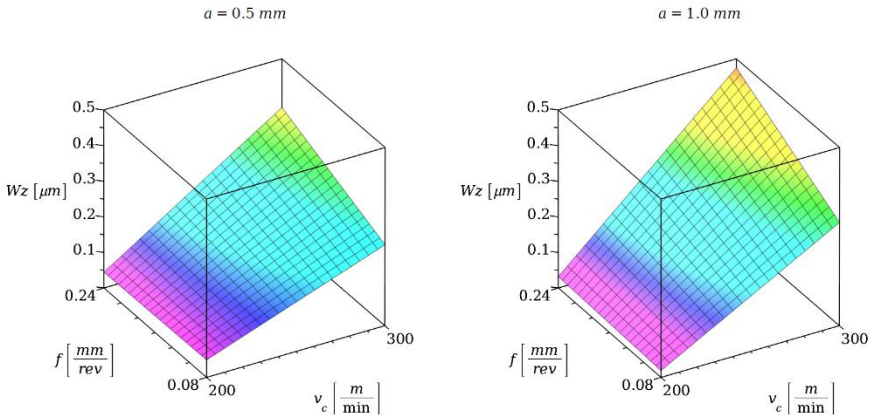 a = 0.5 mm
a = 1.0 mm
0.5
0.4
0.3
0.2
0.1
Wz [μm]
0.24
0.08
f [mm/rev]
200
300
v_c [m/min]
0.5
0.4
0.3
0.2
0.1
Wz [μm]
0.24
0.08
f [mm/rev]
200
300
v_c [m/min]